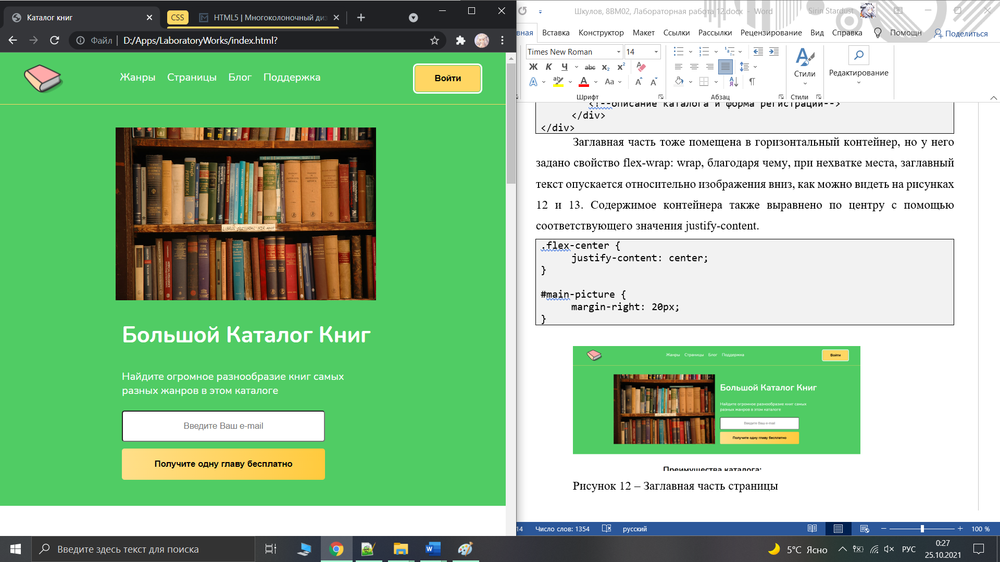 Каталог книг
CSS
HTML5 | Многоколоночный диз
Файл
D:/Apps/LaboratoryWorks/index.html?
Жанры
Страницы
Блог
Поддержка
Войти
LIBROS EDITORIAL MIR
Большой Каталог Книг
Найдите огромное разнообразие книг самых
разных жанров в этом каталоге
Введите Ваш e-mail
Получите одну главу бесплатно
Шкулов, 8ВМ02, Лабораторная работа 12.docx - Word
Sirin Stardust
вная
Вставка
Конструктор
Макет
Ссылки
Рассылки
Рецензирование
Вид
Справка
Помощн
Поделиться
Times New Roman
14
Ж К Ч abc x₂ x²
A ab A Aa A A
Шрифт
Абзац
Стили
Стили
Редактирование
<!--описание каталога и форма регистрации-->
</div>
</div>
Заглавная часть тоже помещена в горизонтальный контейнер, но у него
задано свойство flex-wrap: wrap, благодаря чему, при нехватке места, заглавный
текст опускается относительно изображения вниз, как можно видеть на рисунках
12 и 13. Содержимое контейнера также выравнено по центру с помощью
соответствующего значения justify-content.
.flex-center {
justify-content: center;
}
#main-picture {
margin-right: 20px;
}
Жанры
Страницы
Блог
Поддержка
Войти
Большой Каталог Книг
Найдите огромное разнообразие книг самых
разных жанров в этом каталоге
Введите Ваш e-mail
Получите одну главу бесплатно
Преимущества каталога:
Рисунок 12 – Заглавная часть страницы
14
Число слов: 1354
русский
100 %
Введите здесь текст для поиска
5°C Ясно
РУС
0:27
25.10.2021